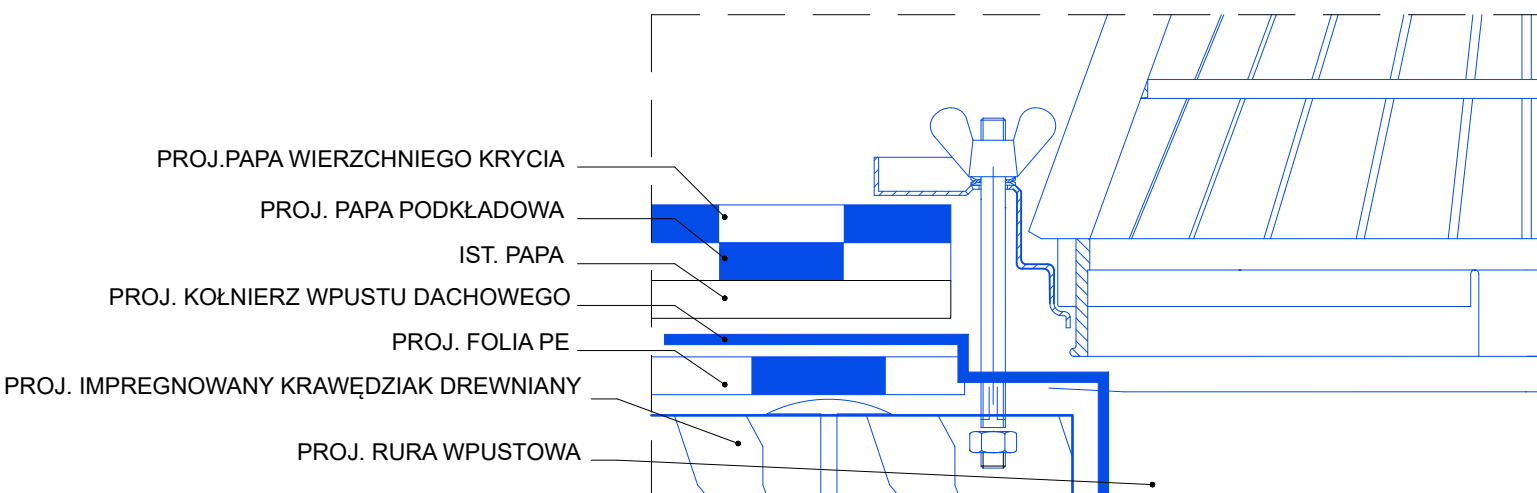 PROJ.PAPA WIERZCHNIEGO KRYCIA
PROJ. PAPA PODKŁADOWA
IST. PAPA
PROJ. KOŁNIERZ WPUSTU DACHOWEGO
PROJ. FOLIA PE
PROJ. IMPREGNOWANY KRAWĘDZIAK DREWNIANY
PROJ. RURA WPUSTOWA